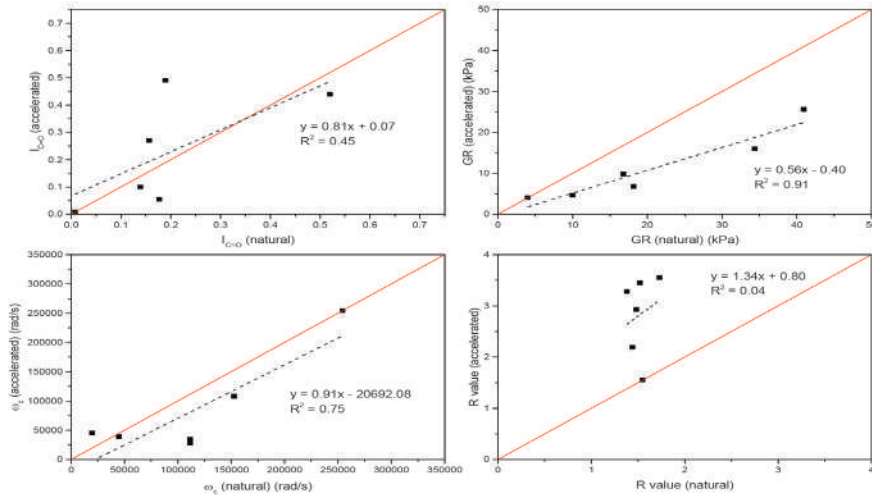 0.7
0.6
0.5
0.4
0.3
0.2
0.1
0.0
I C=O (accelerated)
y = 0.81x + 0.07
R² = 0.45
0.0 0.1 0.2 0.3 0.4 0.5 0.6 0.7
I C=O (natural)
50
40
30
20
10
0
GR (accelerated) (kPa)
y = 0.56x - 0.40
R² = 0.91
0 10 20 30 40 50
GR (natural) (kPa)
350000
300000
250000
200000
150000
100000
50000
0
ω c (accelerated) (rad/s)
y = 0.91x - 20692.08
R² = 0.75
0 50000 100000 150000 200000 250000 300000 350000
ω c (natural) (rad/s)
4
3
2
1
0
R value (accelerated)
y = 1.34x + 0.80
R² = 0.04
0 1 2 3 4
R value (natural)